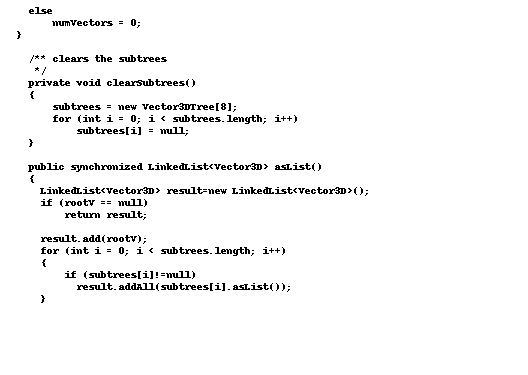 else
numVectors = 0;
}
/** clears the subtrees
*/
private void clearSubtrees()
{
subtrees = new Vector3DTree[8];
for (int i = 0; i < subtrees.length; i++)
subtrees[i] = null;
}
public synchronized LinkedList<Vector3D> asList()
{
LinkedList<Vector3D> result=new LinkedList<Vector3D>();
if (rootV == null)
return result;
result.add(rootV);
for (int i = 0; i < subtrees.length; i++)
{
if (subtrees[i]!=null)
result.addAll(subtrees[i].asList());
}